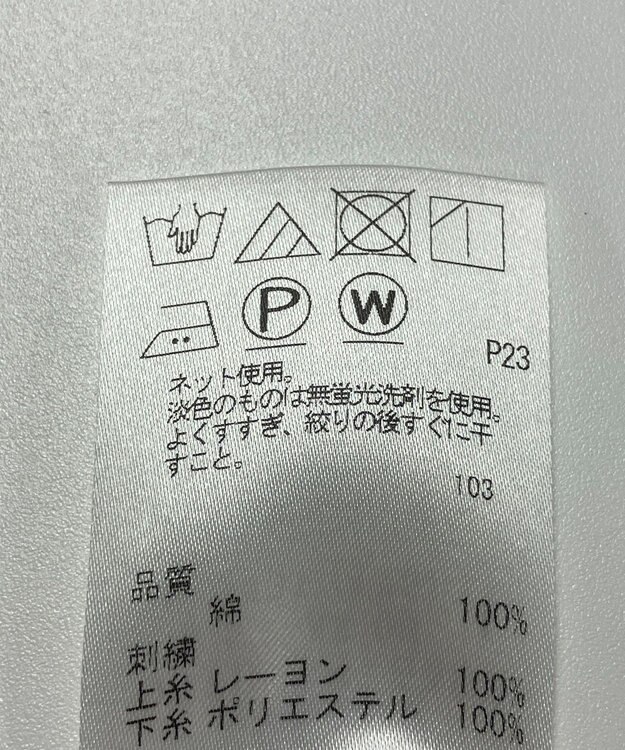 P W
P23
ネット使用。
淡色のものは無蛍光洗剤を使用。
よくすすぎ、絞りの後すぐに干
すこと。
103
品質
綿 100%
刺繍
上糸 レーヨン 100%
下糸 ポリエステル 100%